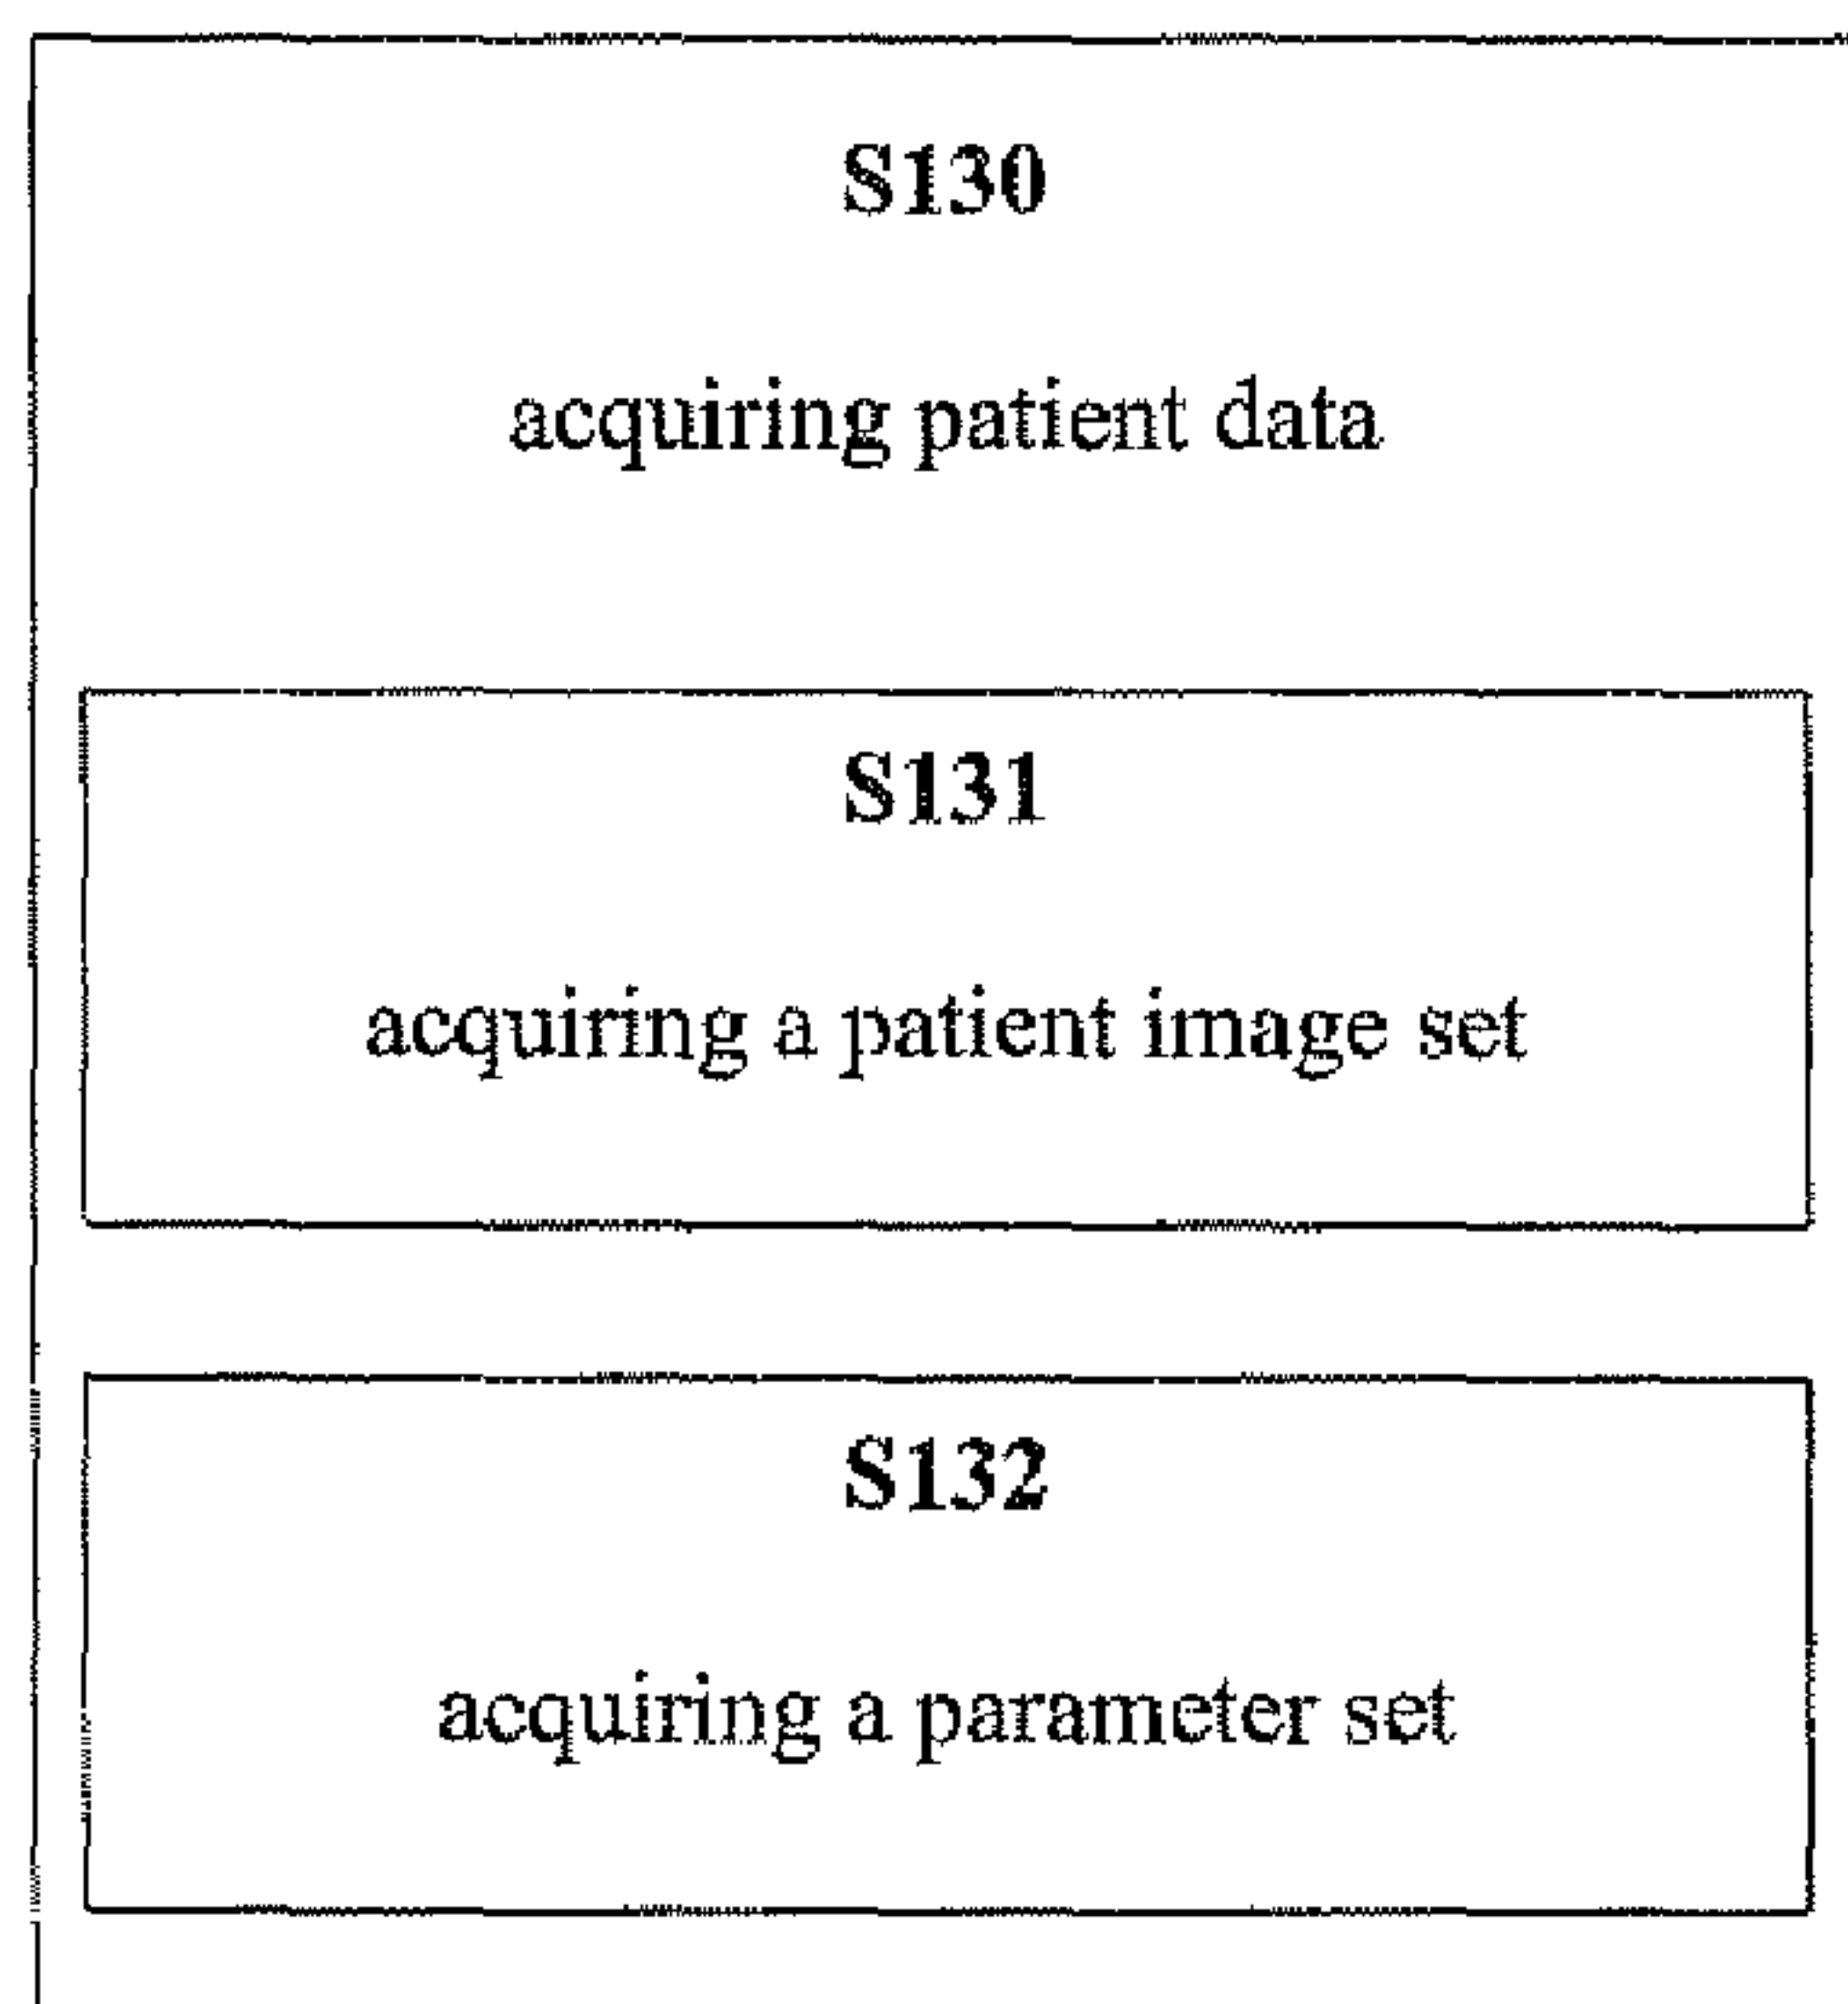 S130
acquiring patient data
S131
acquiring a patient image set
S132
acquiring a parameter set